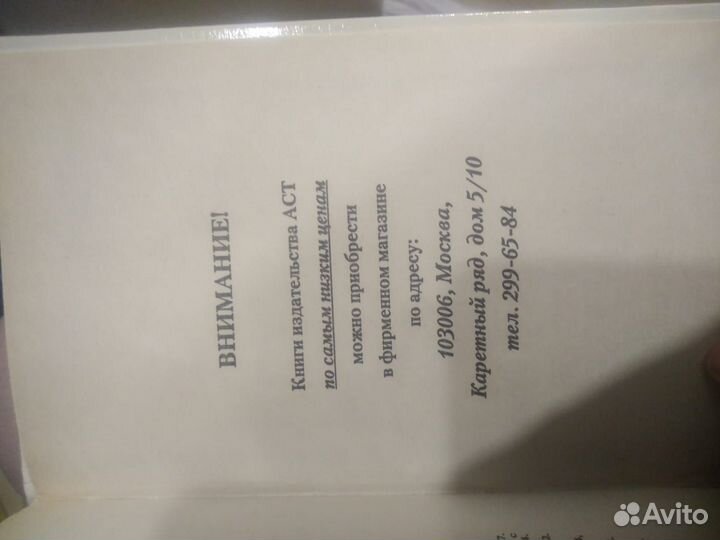 ВНИМАНИЕ!
Книги издательства АСТ
по самым низким ценам
можно приобрести
в фирменном магазине
по адресу:
103006, Москва,
Каретный ряд, дом 5/10
тел. 299-65-84
Avito